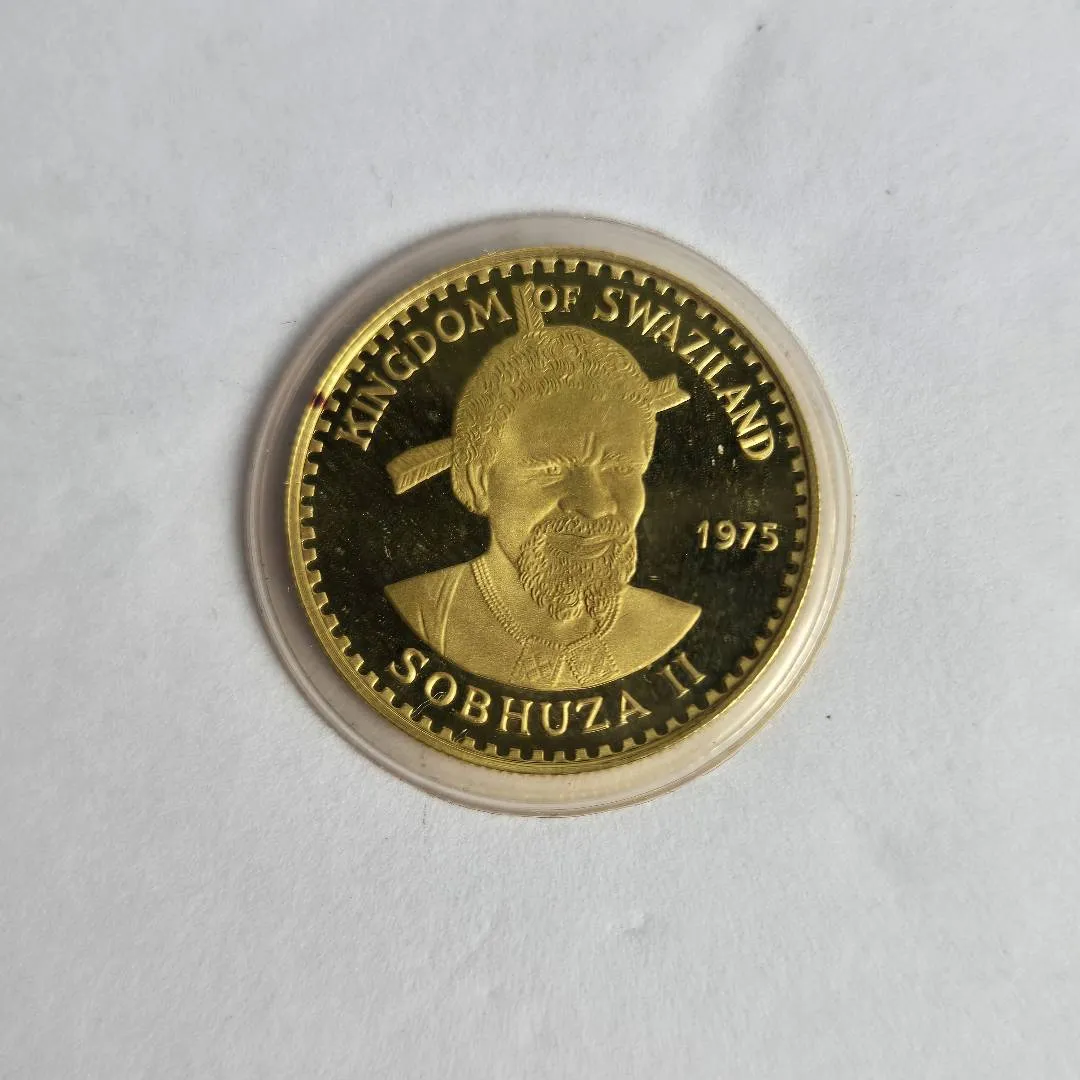 KINGDOM OF SWAZILAND
1975
SOBHUZA II